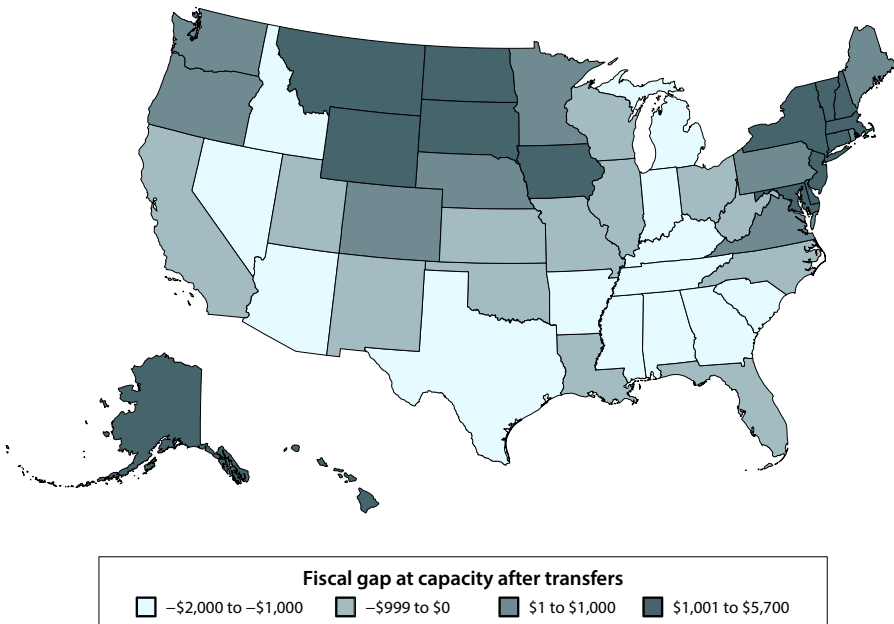 Fiscal gap at capacity after transfers
−$2,000 to −$1,000 −$999 to $0 $1 to $1,000 $1,001 to $5,700